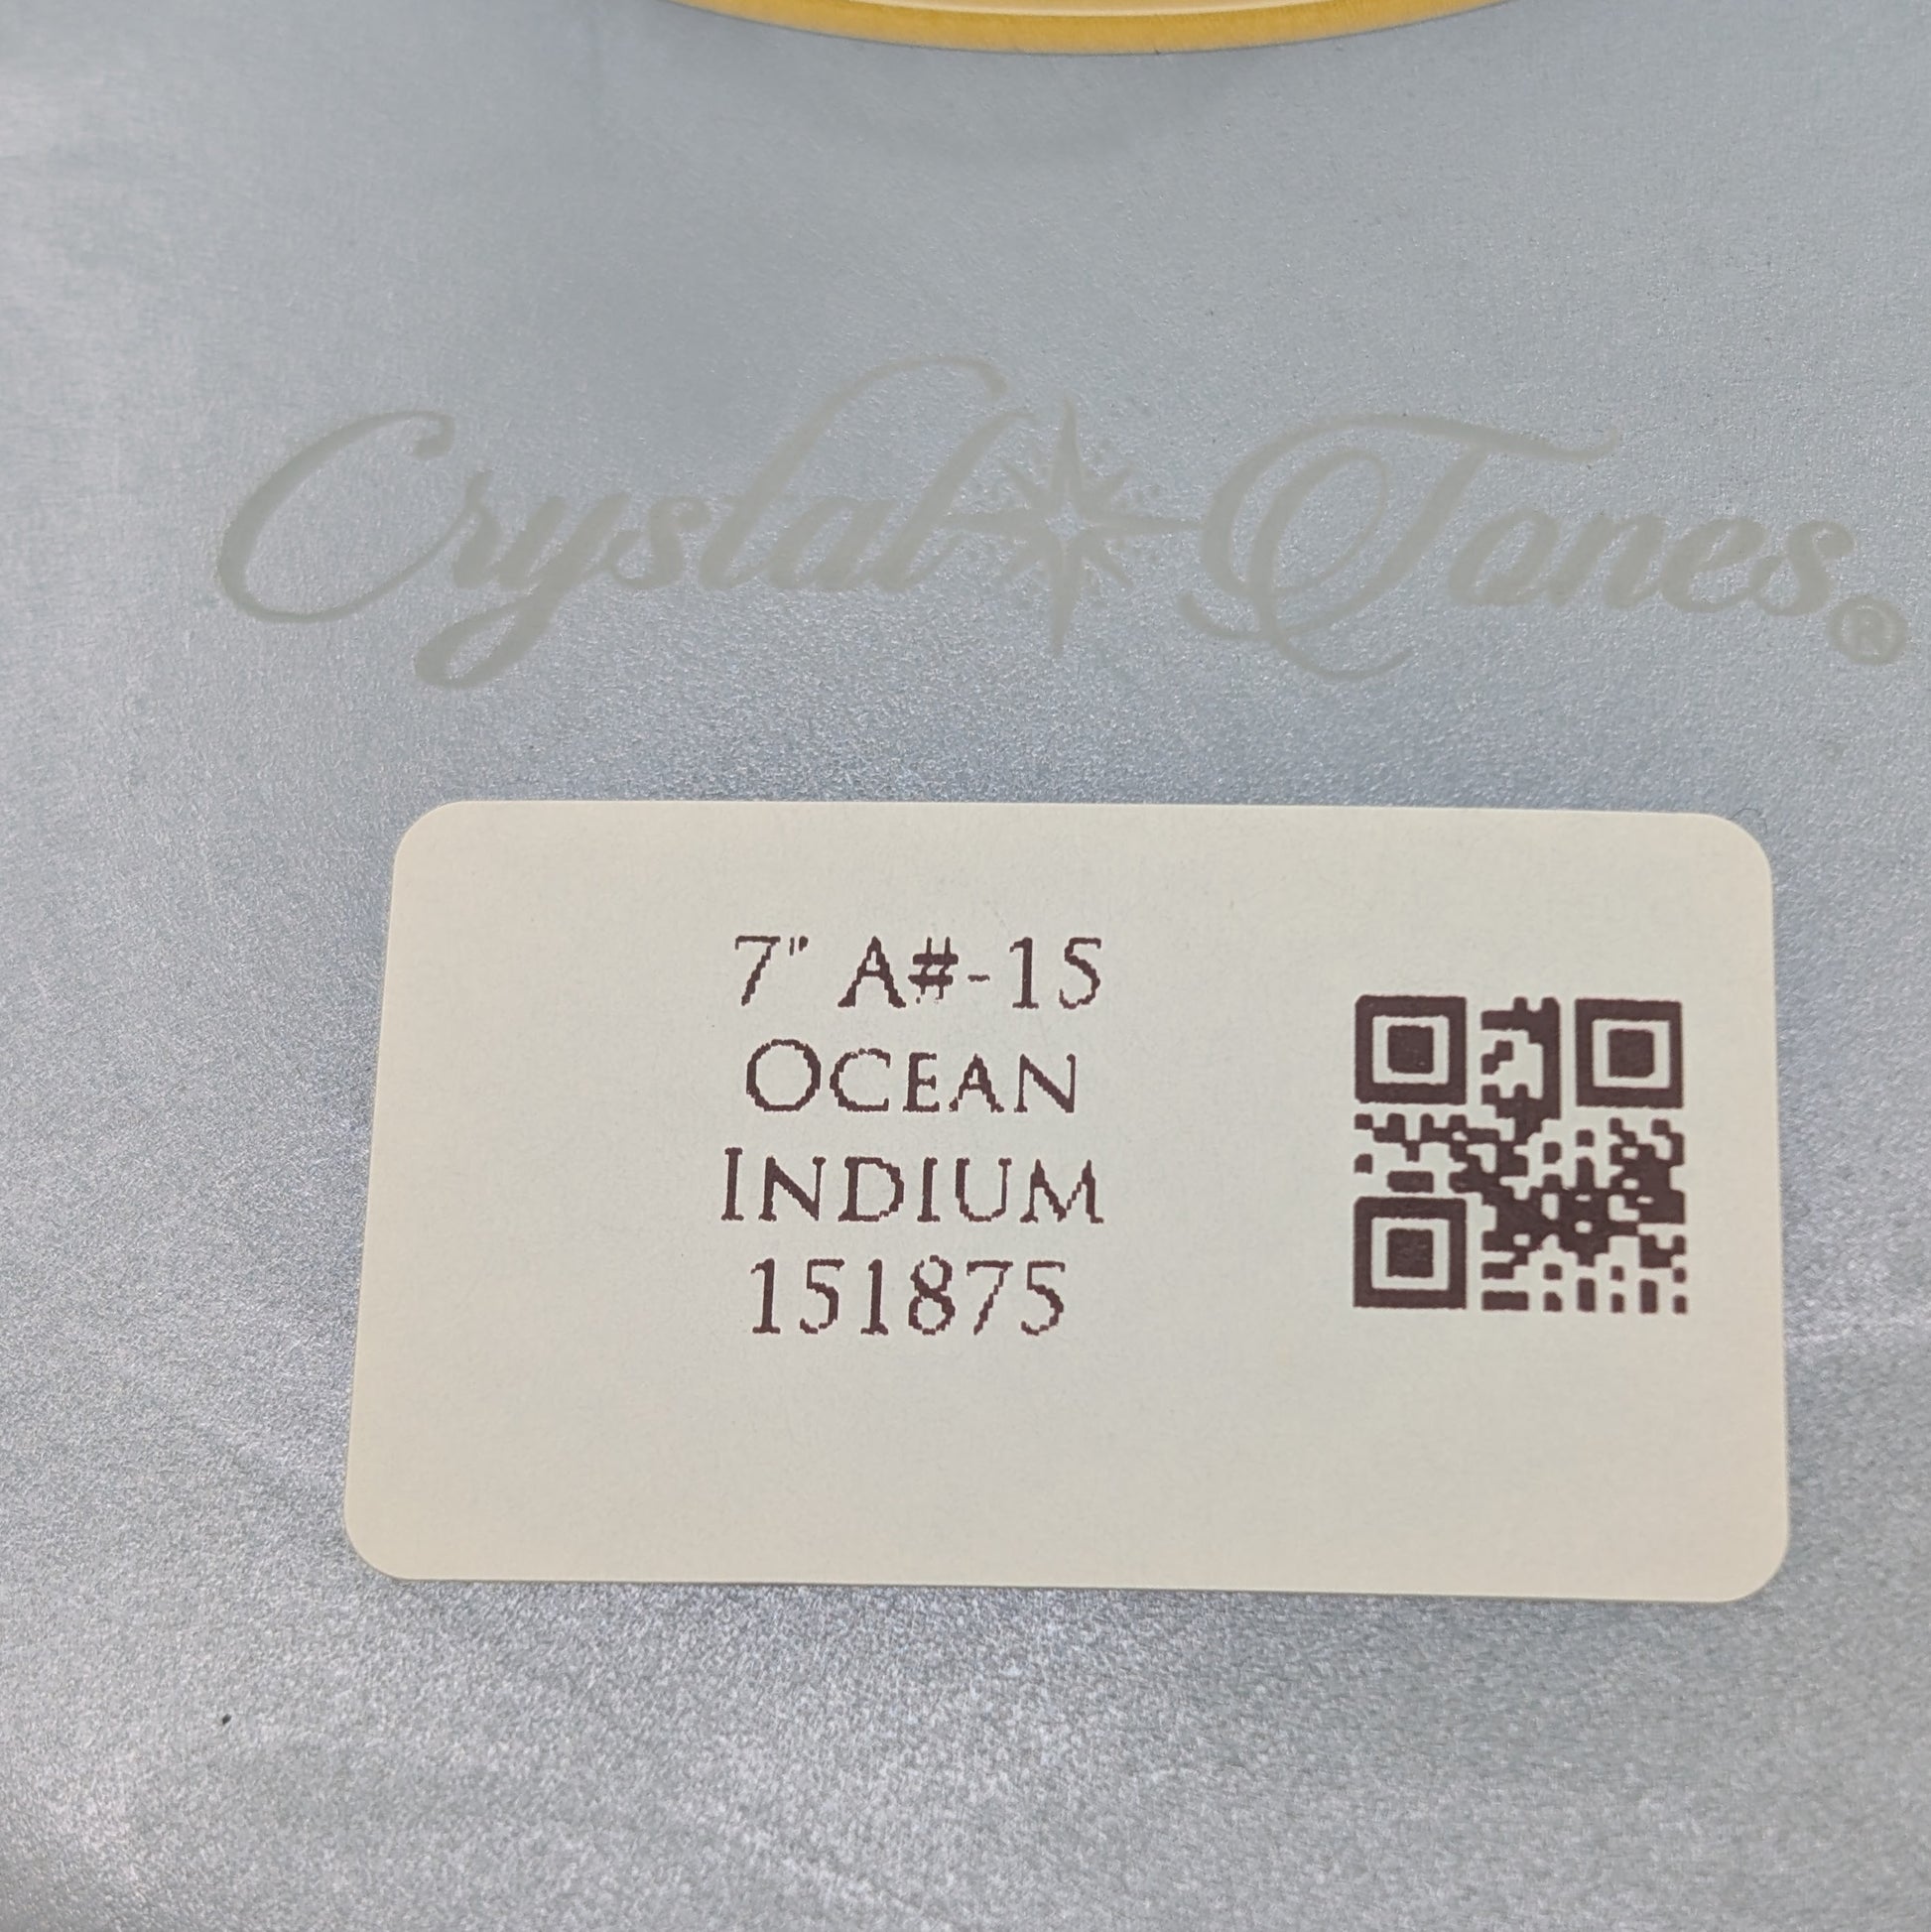 Crystal Tones®
7" A#-15
OCEAN
INDIUM
151875